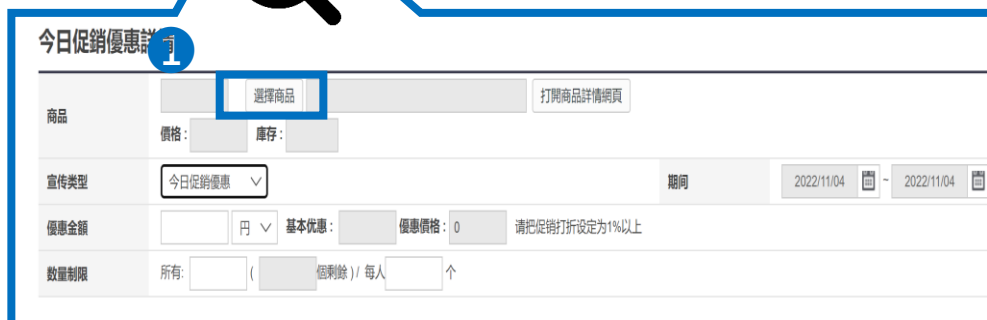 今日促銷優惠詳情
1
商品 選擇商品 打開商品詳情網頁
價格 : 庫存 :
宣传类型 今日促銷優惠 期间 2022/11/04 ~ 2022/11/04
優惠金額 円 基本优惠 : 優惠價格 : 0 请把促销打折设定为1%以上
数量制限 所有: ( 個剩餘 ) / 每人 个